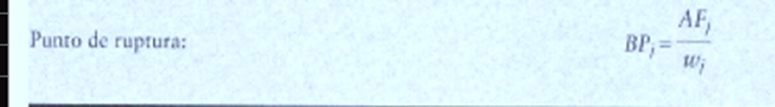 Punto de ruptura: BP_j = AF_j / w_j